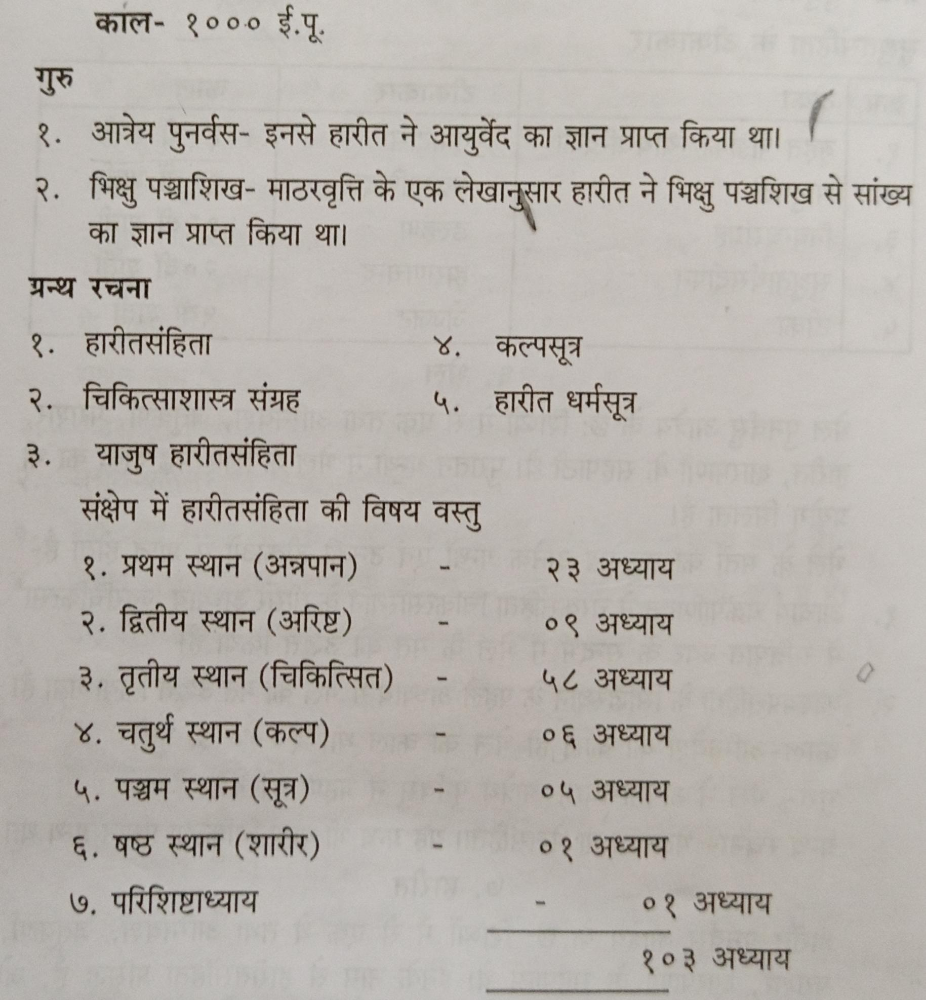 काल- १००० ई.पू.
गुरु
१. आत्रेय पुनर्वस- इनसे हारीत ने आयुर्वेद का ज्ञान प्राप्त किया था।
२. भिक्षु पञ्चाशिख- माठरवृत्ति के एक लेखानुसार हारीत ने भिक्षु पञ्चशिख से सांख्य
का ज्ञान प्राप्त किया था।
ग्रन्थ रचना
१. हारीतसंहिता ४. कल्पसूत्र
२. चिकित्साशास्त्र संग्रह ५. हारीत धर्मसूत्र
३. याजुष हारीतसंहिता
संक्षेप में हारीतसंहिता की विषय वस्तु
१. प्रथम स्थान (अन्नपान) - २३ अध्याय
२. द्वितीय स्थान (अरिष्ट) - ०९ अध्याय
३. तृतीय स्थान (चिकित्सित) - ५८ अध्याय
४. चतुर्थ स्थान (कल्प) - ०६ अध्याय
५. पञ्चम स्थान (सूत्र) - ०५ अध्याय
६. षष्ठ स्थान (शारीर) - ०१ अध्याय
७. परिशिष्टाध्याय - ०१ अध्याय
१०३ अध्याय